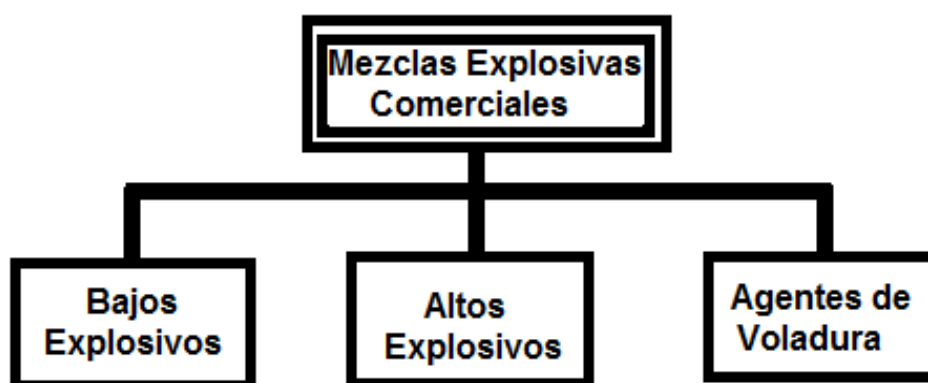 Mezclas Explosivas
Comerciales
Bajos
Explosivos
Altos
Explosivos
Agentes de
Voladura